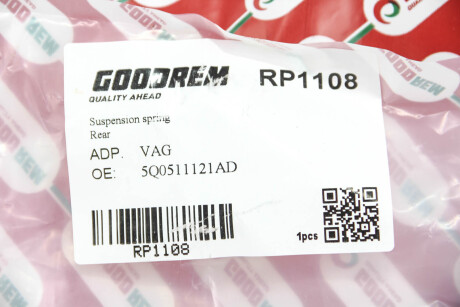 GOODREM RP1108
QUALITY AHEAD
Suspension spring
Rear
ADP. VAG
OE: 5Q0511121AD
RP1108
1pcs